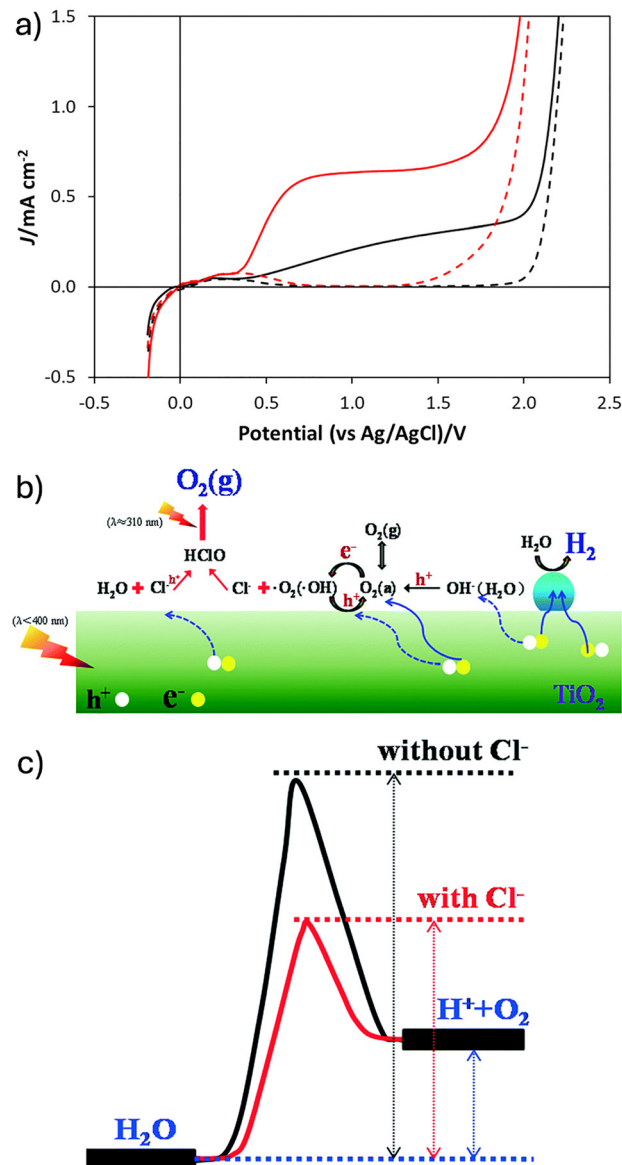 a)
1.5
1.0
0.5
0.0
-0.5
J/mA cm⁻²
-0.5 0.0 0.5 1.0 1.5 2.0 2.5
Potential (vs Ag/AgCl)/V
b)
O₂(g)
(λ≈310 nm)
HClO
H₂O + Cl⁻ h⁺ Cl⁻ + ·O₂(·OH) e⁻ h⁺ O₂(a) h⁺ OH⁻(H₂O)
O₂(g)
H₂O H₂
(λ<400 nm)
h⁺ e⁻ TiO₂
c)
without Cl⁻
with Cl⁻
H⁺+O₂
H₂O